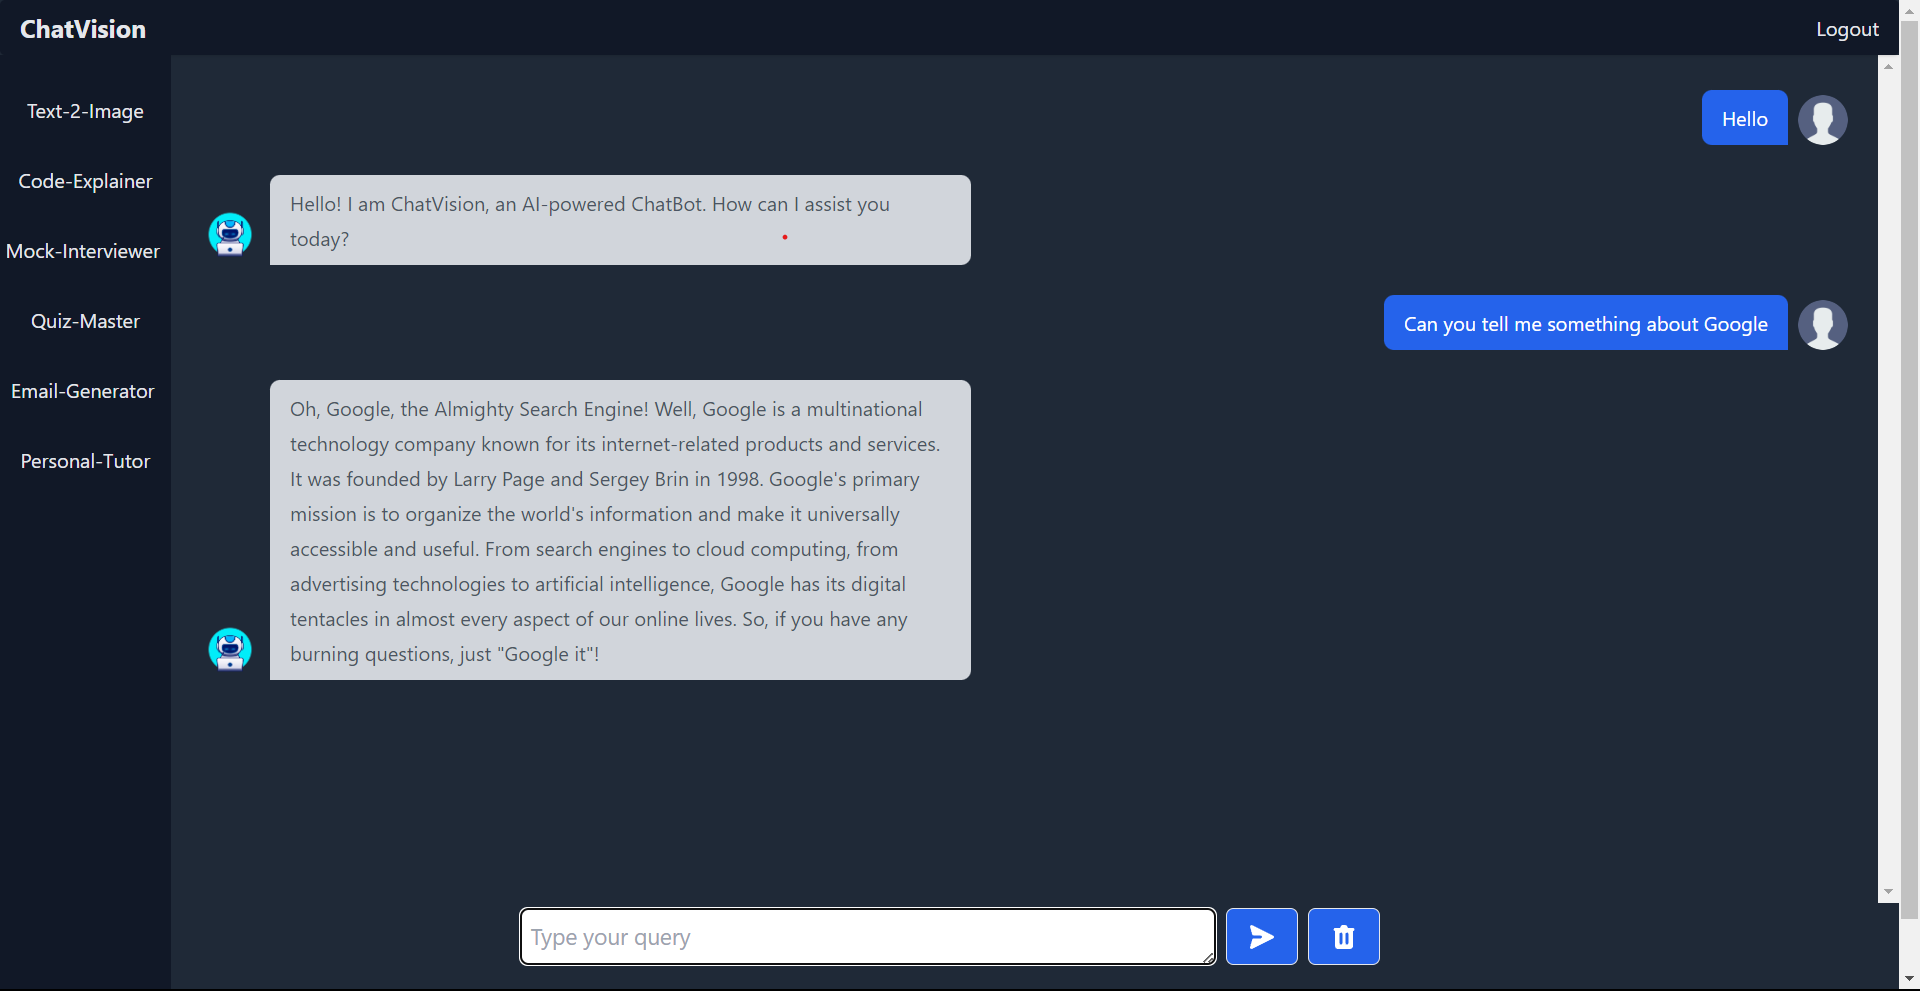 ChatVision
Logout
Text-2-Image
Code-Explainer
Mock-Interviewer
Quiz-Master
Email-Generator
Personal-Tutor
Hello
Hello! I am ChatVision, an AI-powered ChatBot. How can I assist you
today?
Can you tell me something about Google
Oh, Google, the Almighty Search Engine! Well, Google is a multinational
technology company known for its internet-related products and services.
It was founded by Larry Page and Sergey Brin in 1998. Google's primary
mission is to organize the world's information and make it universally
accessible and useful. From search engines to cloud computing, from
advertising technologies to artificial intelligence, Google has its digital
tentacles in almost every aspect of our online lives. So, if you have any
burning questions, just "Google it"!
Type your query